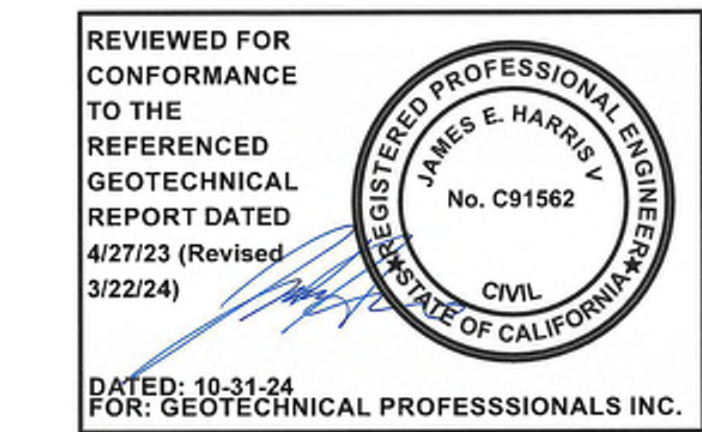 REVIEWED FOR
CONFORMANCE
TO THE
REFERENCED
GEOTECHNICAL
REPORT DATED
4/27/23 (Revised
3/22/24)
REGISTERED PROFESSIONAL ENGINEER
JAMES E. HARRIS V
No. C91562
CIVIL
STATE OF CALIFORNIA
DATED: 10-31-24
FOR: GEOTECHNICAL PROFESSSIONALS INC.